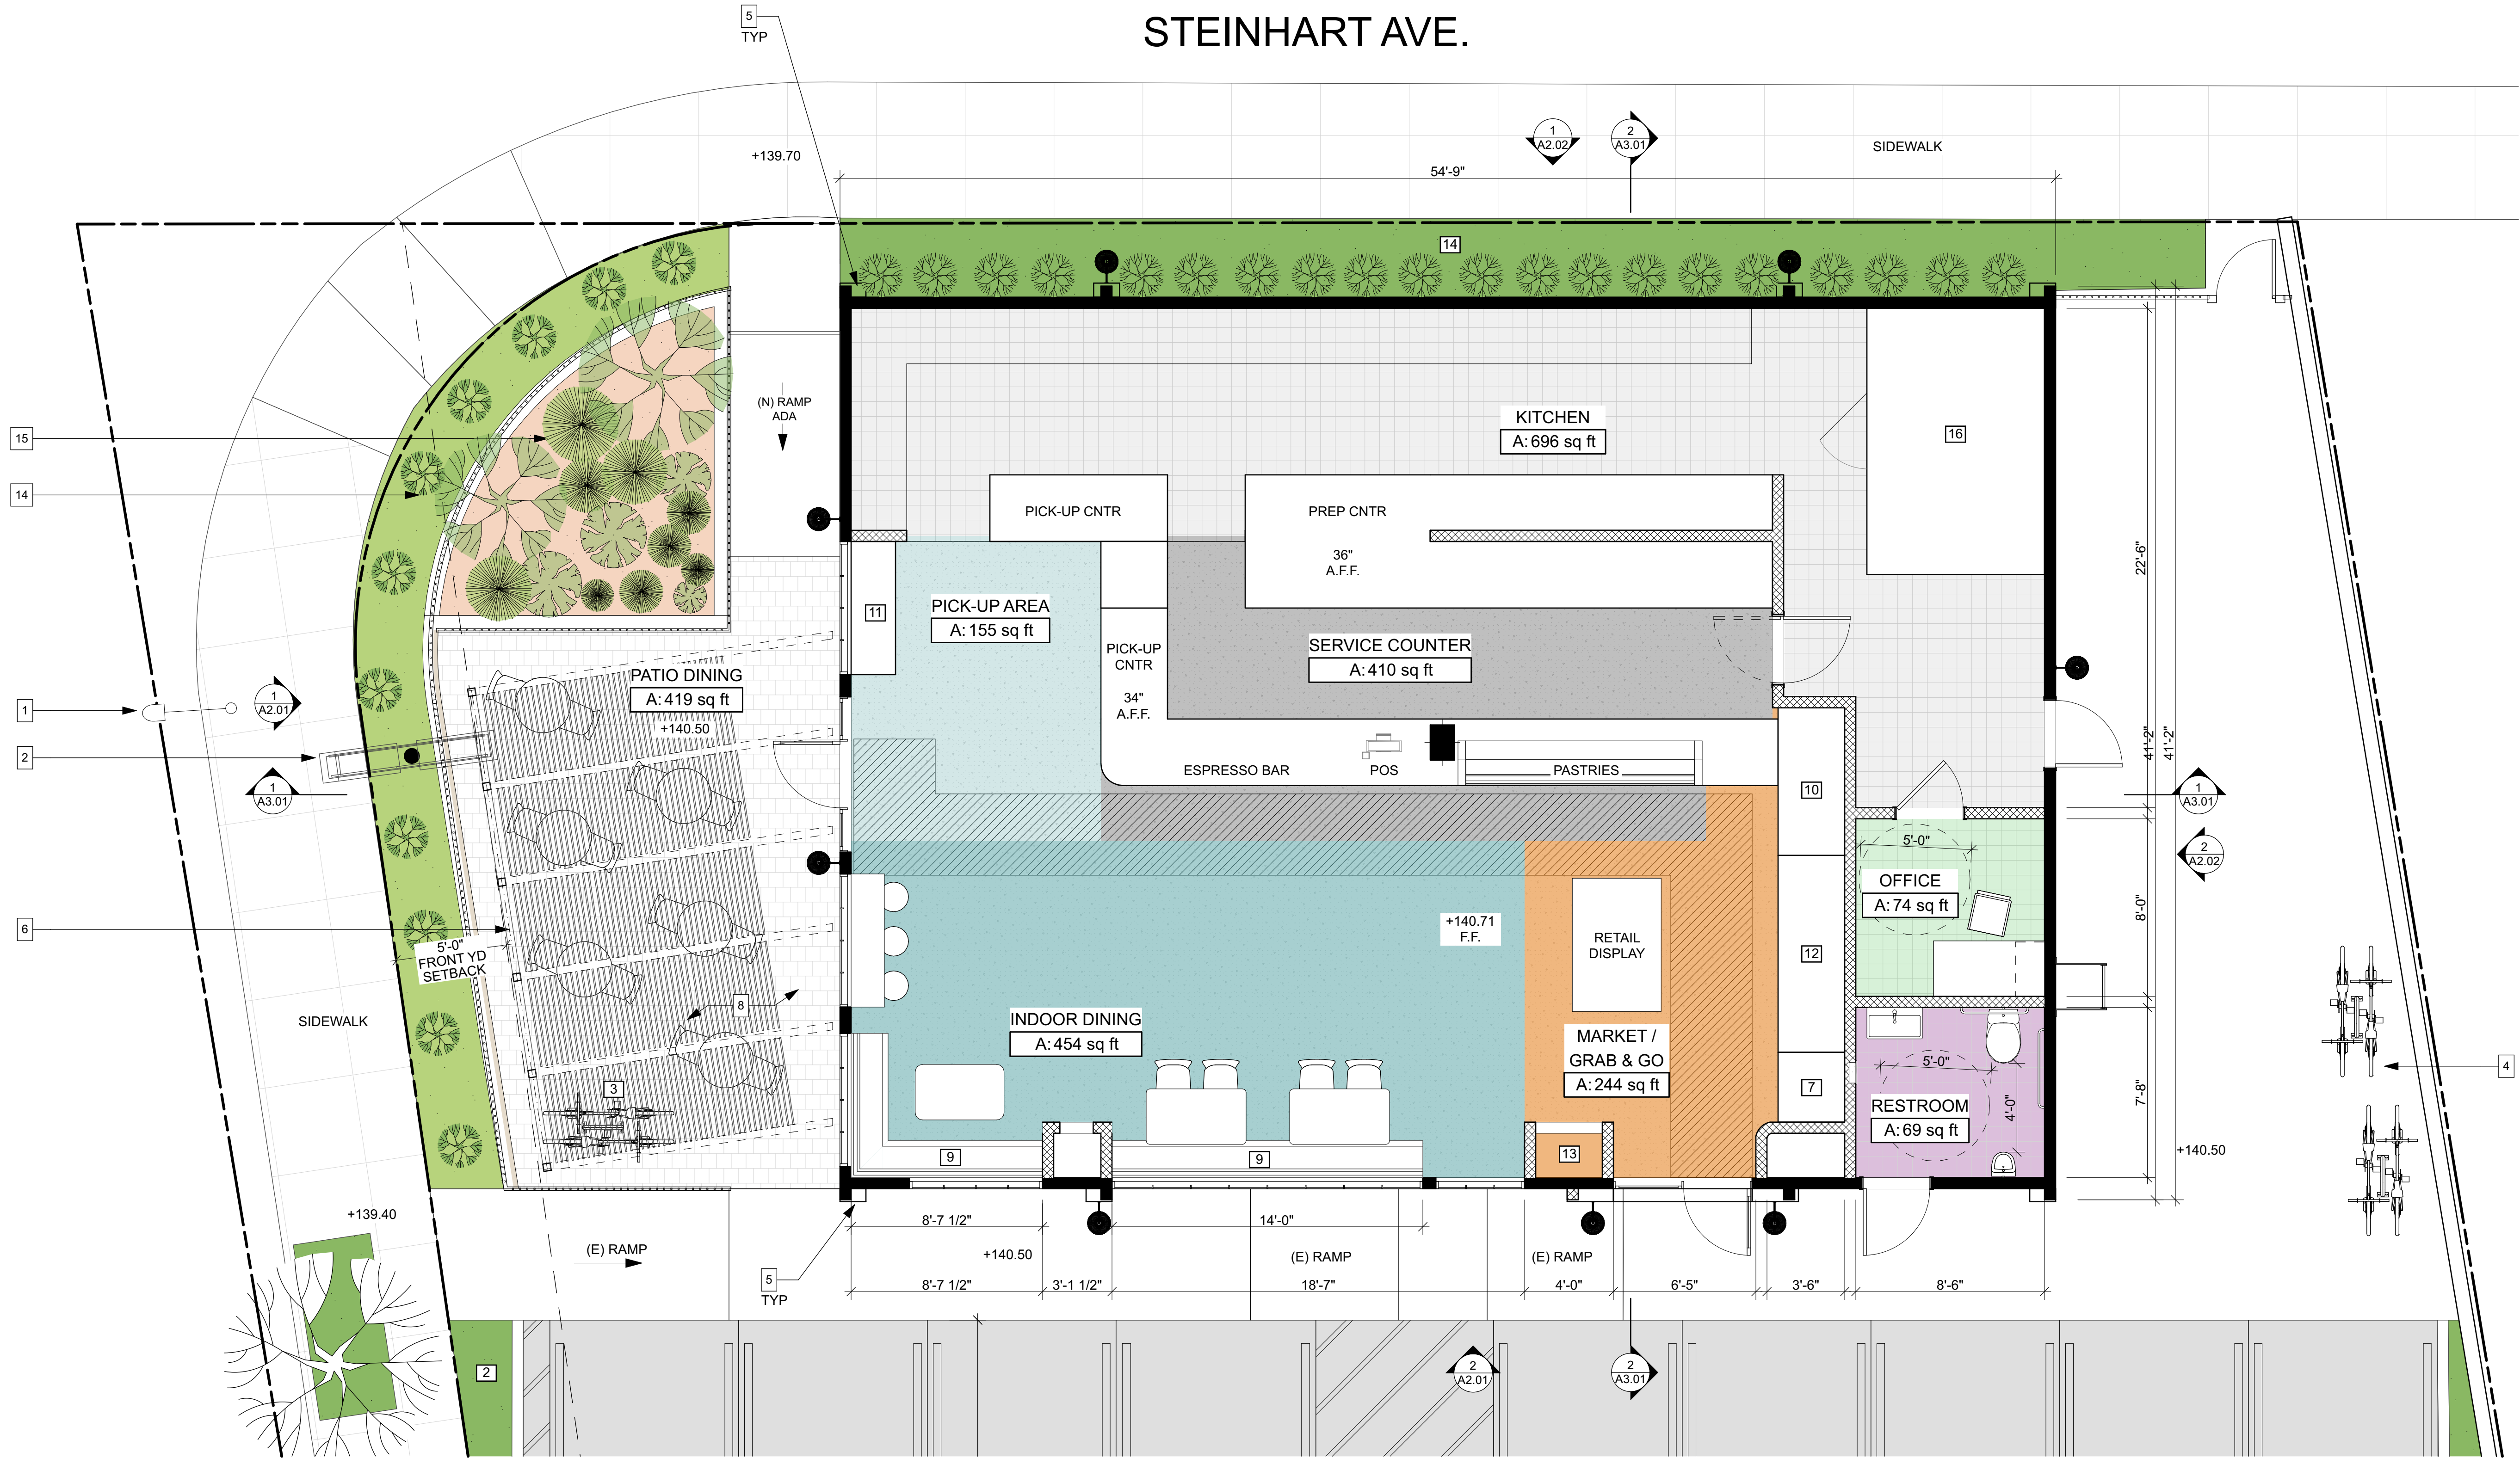 STEINHART AVE.
5
TYP
+139.70
1
A2.02
2
A3.01
SIDEWALK
54'-9"
14
(N) RAMP
ADA
KITCHEN
A: 696 sq ft
16
15
14
PICK-UP CNTR
PREP CNTR
36"
A.F.F.
22'-6"
11
PICK-UP AREA
A: 155 sq ft
PICK-UP
CNTR
34"
A.F.F.
SERVICE COUNTER
A: 410 sq ft
PATIO DINING
A: 419 sq ft
+140.50
1
1
A2.01
2
1
A3.01
41'-2"
41'-2"
ESPRESSO BAR
POS
PASTRIES
10
1
A3.01
2
A2.02
5'-0"
OFFICE
A: 74 sq ft
8'-0"
6
5'-0"
FRONT YD
SETBACK
+140.71
F.F.
RETAIL
DISPLAY
12
8
SIDEWALK
INDOOR DINING
A: 454 sq ft
MARKET /
GRAB & GO
A: 244 sq ft
7
5'-0"
4'-0"
RESTROOM
A: 69 sq ft
7'-8"
4
3
9
9
13
+140.50
+139.40
8'-7 1/2"
14'-0"
(E) RAMP
+140.50
(E) RAMP
(E) RAMP
5
TYP
8'-7 1/2"
3'-1 1/2"
18'-7"
4'-0"
6'-5"
3'-6"
8'-6"
2
2
A2.01
2
A3.01